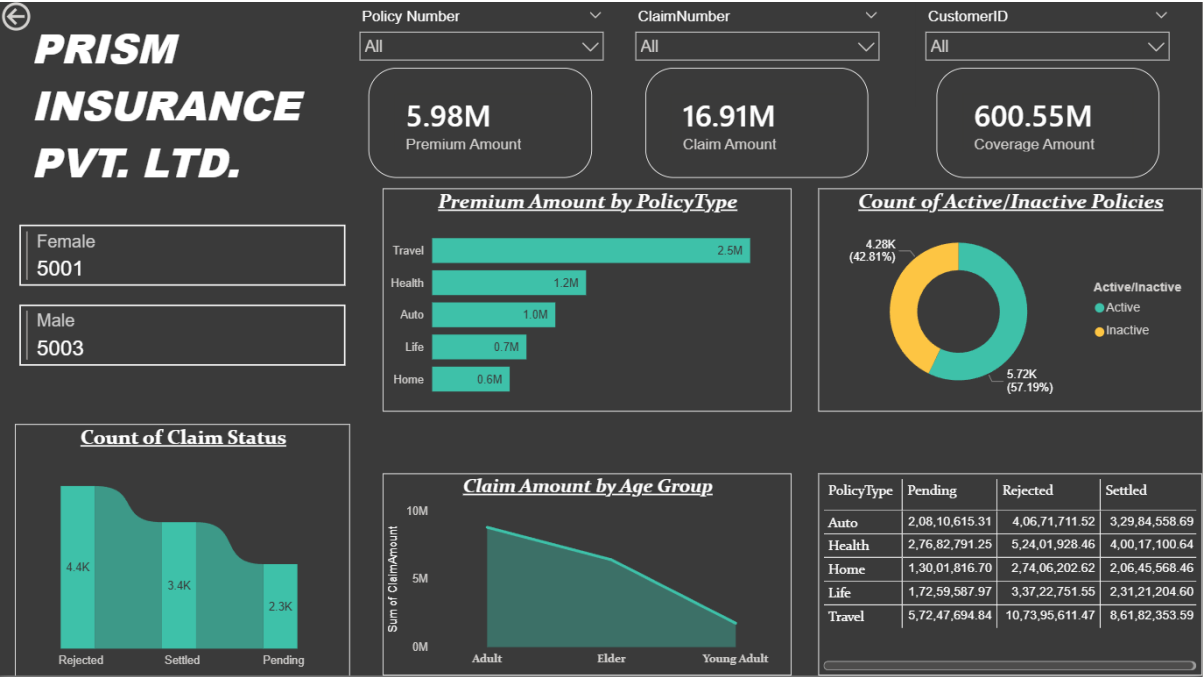 PRISM
INSURANCE
PVT. LTD.
Policy Number
All
ClaimNumber
All
CustomerID
All
5.98M
Premium Amount
16.91M
Claim Amount
600.55M
Coverage Amount
Female
5001
Male
5003
Premium Amount by PolicyType
Travel 2.5M
Health 1.2M
Auto 1.0M
Life 0.7M
Home 0.6M
Count of Active/Inactive Policies
4.28K
(42.81%)
5.72K
(57.19%)
Active/Inactive
Active
Inactive
Count of Claim Status
4.4K
3.4K
2.3K
Rejected Settled Pending
Claim Amount by Age Group
Sum of ClaimAmount
10M
5M
0M
Adult Elder Young Adult
PolicyType Pending Rejected Settled
Auto 2,08,10,615.31 4,06,71,711.52 3,29,84,558.69
Health 2,76,82,791.25 5,24,01,928.46 4,00,17,100.64
Home 1,30,01,816.70 2,74,06,202.62 2,06,45,568.46
Life 1,72,59,587.97 3,37,22,751.55 2,31,21,204.60
Travel 5,72,47,694.84 10,73,95,611.47 8,61,82,353.59